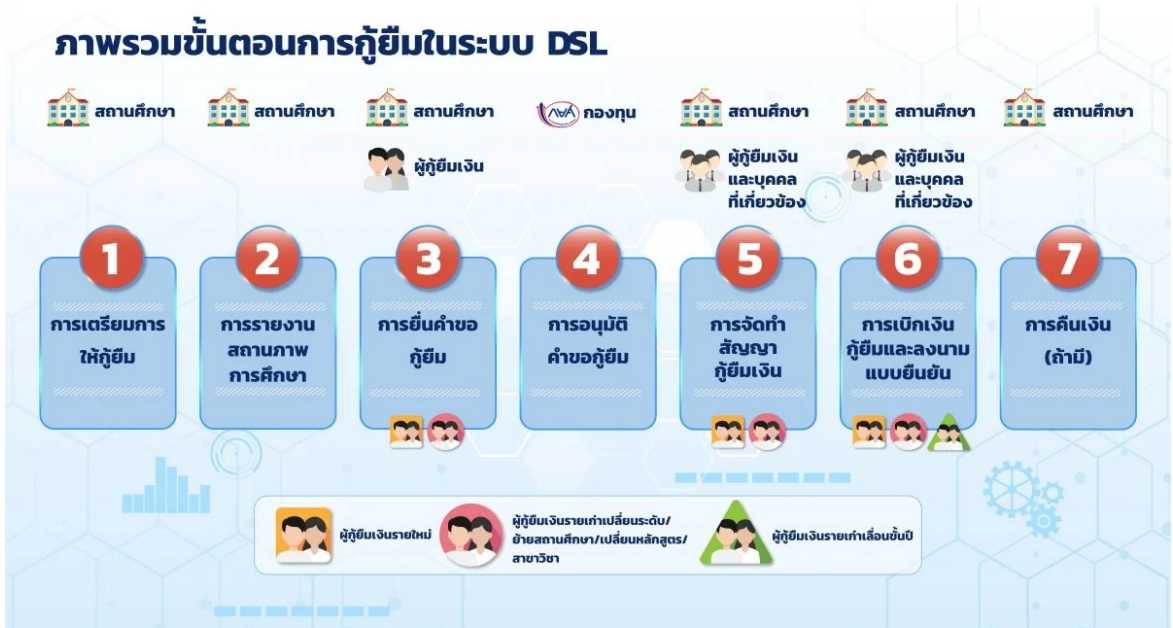 ภาพรวมขั้นตอนการกู้ยืมในระบบ DSL
สถานศึกษา
สถานศึกษา
สถานศึกษา
ผู้กู้ยืมเงิน
กองทุน
สถานศึกษา
ผู้กู้ยืมเงิน
และบุคคล
ที่เกี่ยวข้อง
สถานศึกษา
ผู้กู้ยืมเงิน
และบุคคล
ที่เกี่ยวข้อง
สถานศึกษา
1
การเตรียมการ
ให้กู้ยืม
2
การรายงาน
สถานภาพ
การศึกษา
3
การยื่นคำขอ
กู้ยืม
4
การอนุมัติ
คำขอกู้ยืม
5
การจัดทำ
สัญญา
กู้ยืมเงิน
6
การเบิกเงิน
กู้ยืมและลงนาม
แบบยืนยัน
7
การคืนเงิน
(ถ้ามี)
ผู้กู้ยืมเงินรายใหม่
ผู้กู้ยืมเงินรายเก่าเปลี่ยนระดับ/
ย้ายสถานศึกษา/เปลี่ยนหลักสูตร/
สาขาวิชา
ผู้กู้ยืมเงินรายเก่าเลื่อนชั้นปี